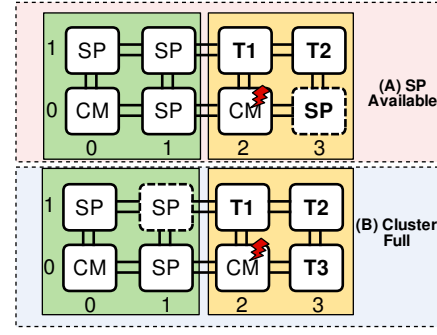 1 SP SP T1 T2
(A) SP
Available
0 CM SP CM SP
0 1 2 3
1 SP SP T1 T2
(B) Cluster
Full
0 CM SP CM T3
0 1 2 3